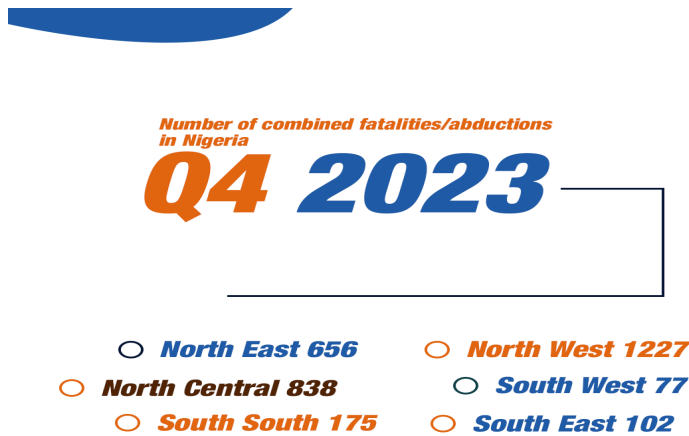 Number of combined fatalities/abductions
in Nigeria
Q4 2023
North East 656
North West 1227
North Central 838
South West 77
South South 175
South East 102